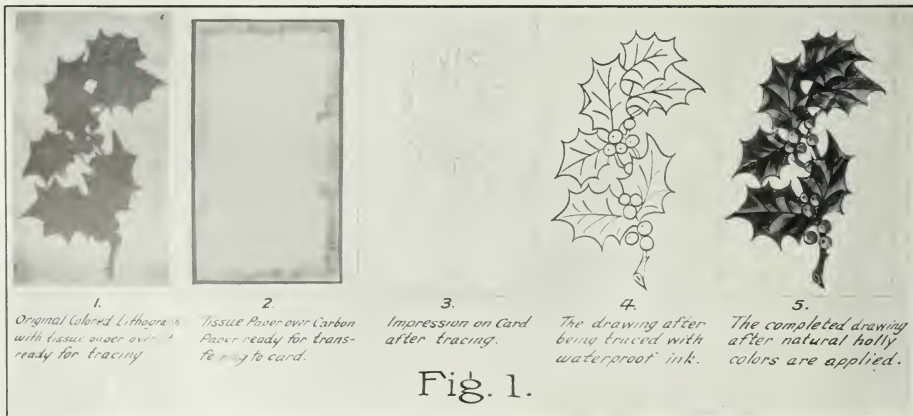 1.
Original Colored Lithograph
with tissue paper over it
ready for tracing
2.
Tissue Paper over Carbon
Paper ready for trans-
to card.
3.
Impression on Card
after tracing.
4.
The drawing after
being traced with
waterproof ink.
5.
The completed drawing
after natural holly
colors are applied.
Fig. 1.